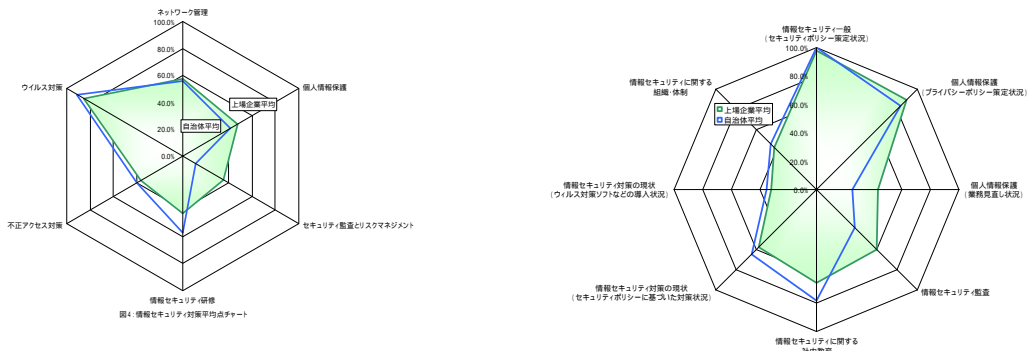 ネットワーク管理
100.0%
80.0%
60.0%
40.0%
20.0%
0.0%
個人情報保護
セキュリティ監査とリスクマネジメント
情報セキュリティ研修
不正アクセス対策
ウイルス対策
上場企業平均
自治体平均
図4:情報セキュリティ対策平均点チャート
情報セキュリティ一般
(セキュリティポリシー策定状況)
100.0%
80.0%
60.0%
40.0%
20.0%
0.0%
個人情報保護
(プライバシーポリシー策定状況)
個人情報保護
(業務見直し状況)
情報セキュリティ監査
情報セキュリティに関する
社内教育
情報セキュリティ対策の現状
(セキュリティポリシーに基づいた対策状況)
情報セキュリティ対策の現状
(ウィルス対策ソフトなどの導入状況)
情報セキュリティに関する
組織・体制
上場企業平均
自治体平均